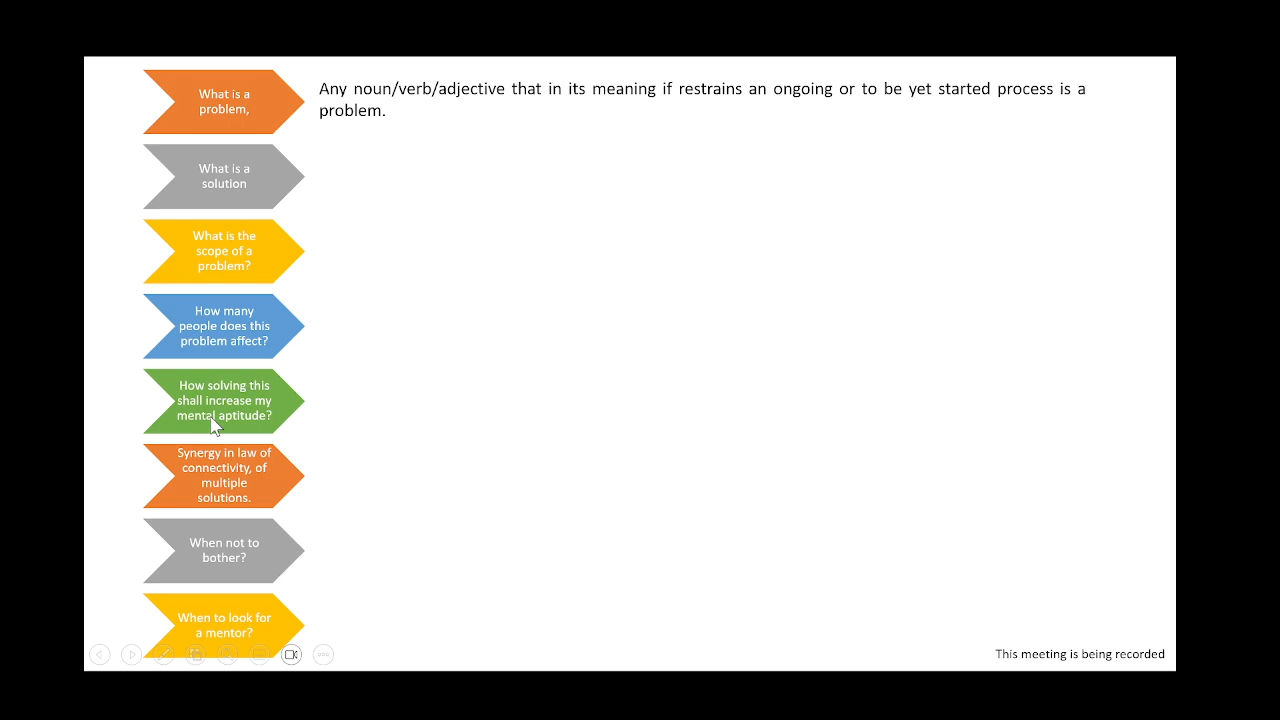 What is a
problem,
Any noun/verb/adjective that in its meaning if restrains an ongoing or to be yet started process is a
problem.
What is a
solution
What is the
scope of a
problem?
How many
people does this
problem affect?
How solving this
shall increase my
mental aptitude?
Synergy in law of
connectivity, of
multiple
solutions.
When not to
bother?
When to look for
a mentor?
This meeting is being recorded